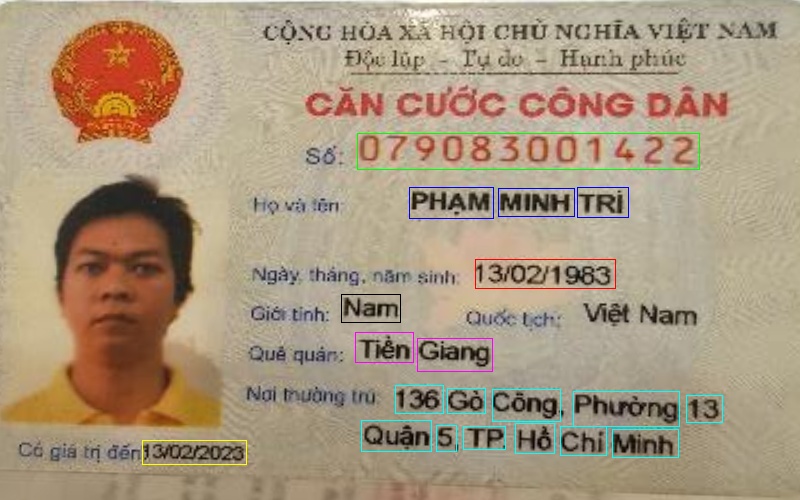 CỘNG HÒA XÃ HỘI CHỦ NGHĨA VIỆT NAM
Độc lập - Tự do - Hạnh phúc
CĂN CƯỚC CÔNG DÂN
Số: 079083001422
Họ và tên: PHẠM MINH TRÍ
Ngày, tháng, năm sinh: 13/02/1983
Giới tính: Nam Quốc tịch: Việt Nam
Quê quán: Tiền Giang
Nơi thường trú: 136 Gò Công, Phường 13
Quận 5, TP. Hồ Chí Minh
Có giá trị đến 13/02/2023